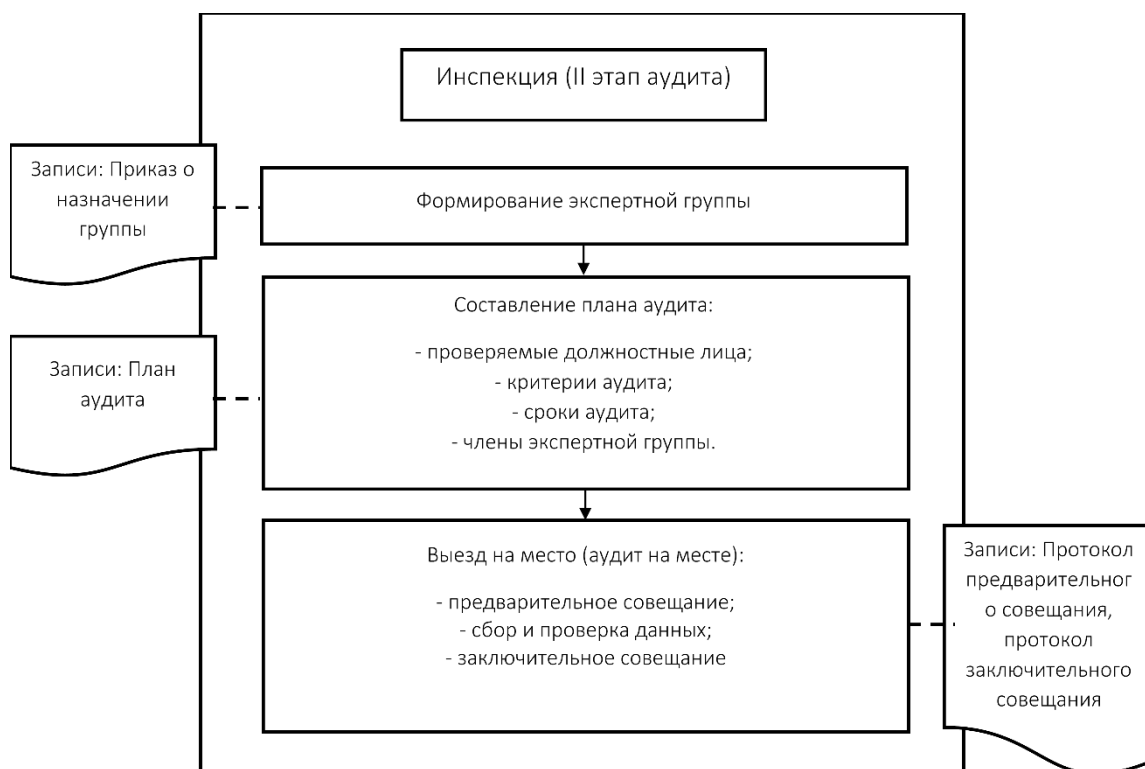 Инспекция (II этап аудита)
Записи: Приказ о
назначении
группы
Формирование экспертной группы
Составление плана аудита:
- проверяемые должностные лица;
- критерии аудита;
- сроки аудита;
- члены экспертной группы.
Записи: План
аудита
Выезд на место (аудит на месте):
- предварительное совещание;
- сбор и проверка данных;
- заключительное совещание
Записи: Протокол
предварительног
о совещания,
протокол
заключительного
совещания